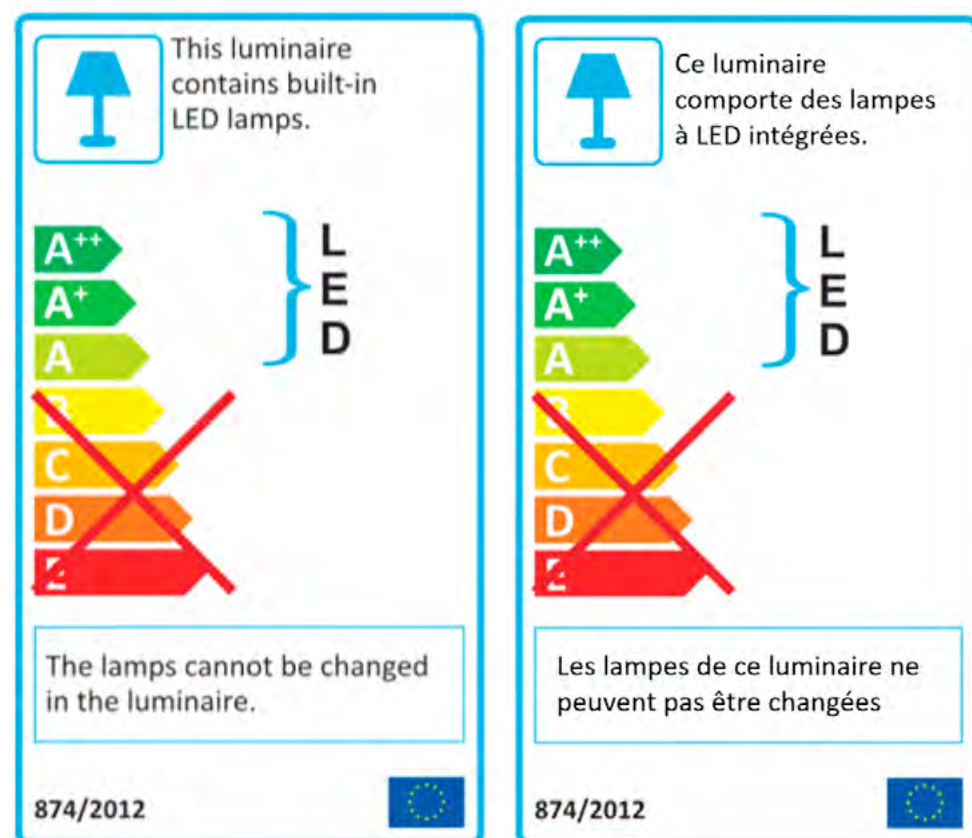 This luminaire
contains built-in
LED lamps.
A++
A+
A
B
C
D
E
L
E
D
The lamps cannot be changed
in the luminaire.
874/2012
Ce luminaire
comporte des lampes
à LED intégrées.
A++
A+
A
B
C
D
E
L
E
D
Les lampes de ce luminaire ne
peuvent pas être changées
874/2012